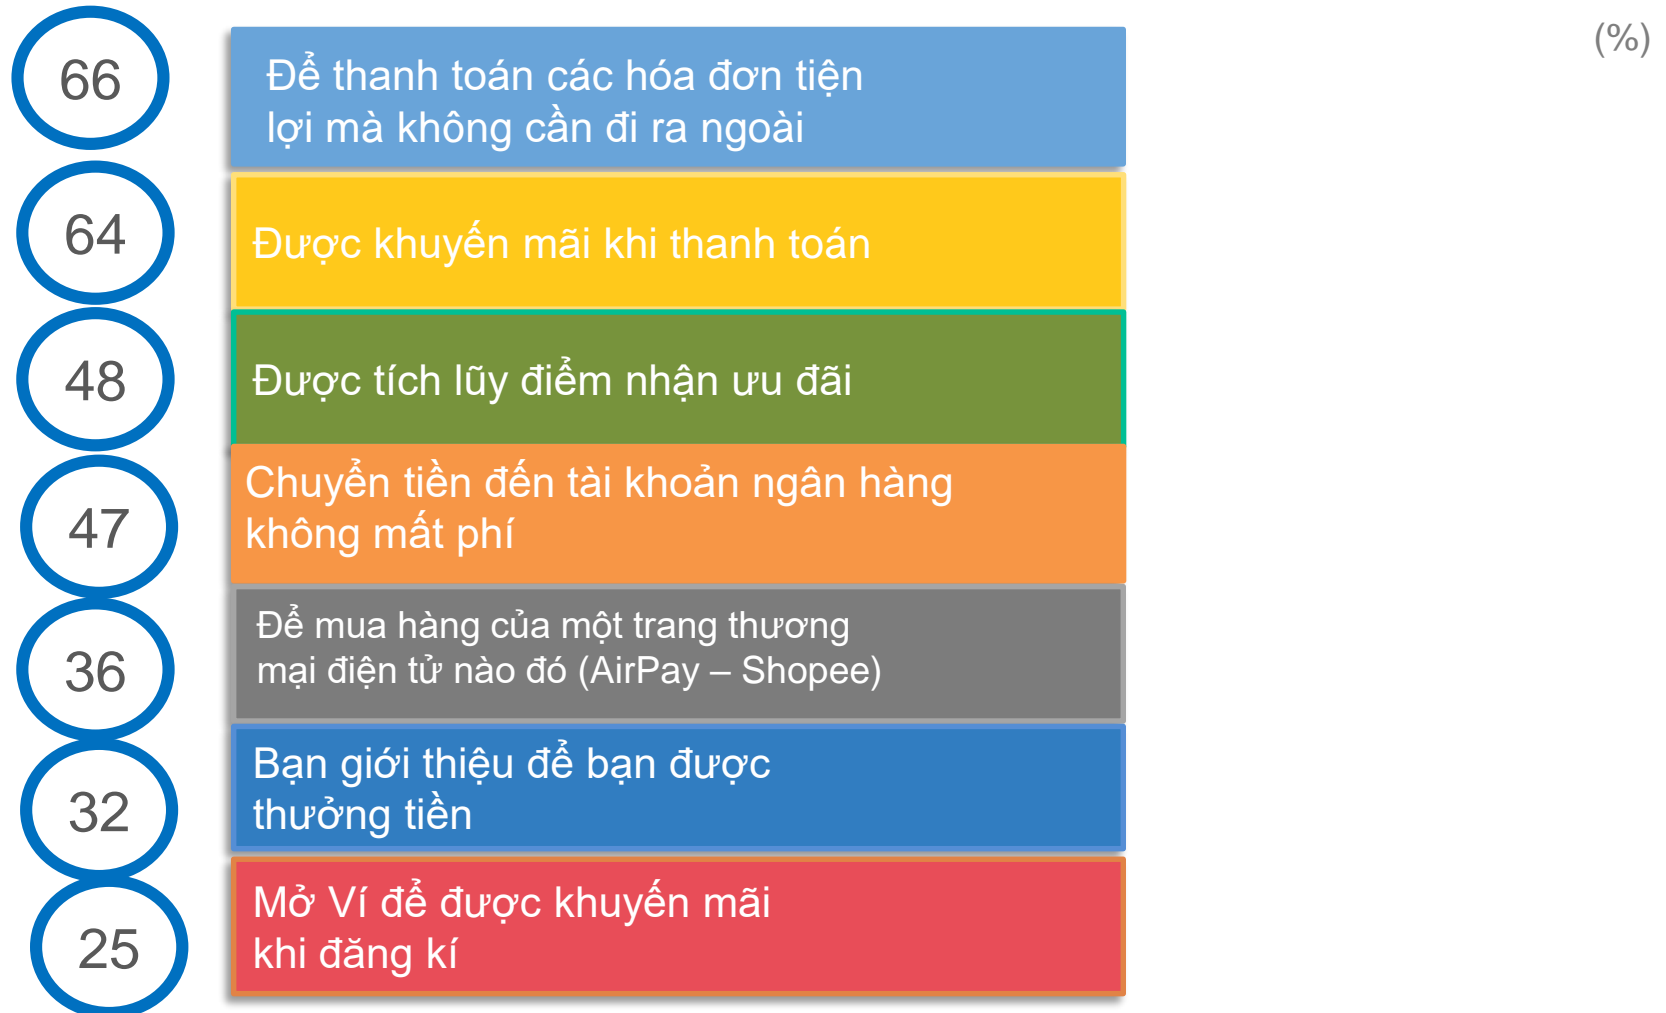 (%)
66
Để thanh toán các hóa đơn tiện
lợi mà không cần đi ra ngoài
64
Được khuyến mãi khi thanh toán
48
Được tích lũy điểm nhận ưu đãi
47
Chuyển tiền đến tài khoản ngân hàng
không mất phí
36
Để mua hàng của một trang thương
mại điện tử nào đó (AirPay – Shopee)
32
Bạn giới thiệu để bạn được
thưởng tiền
25
Mở Ví để được khuyến mãi
khi đăng kí